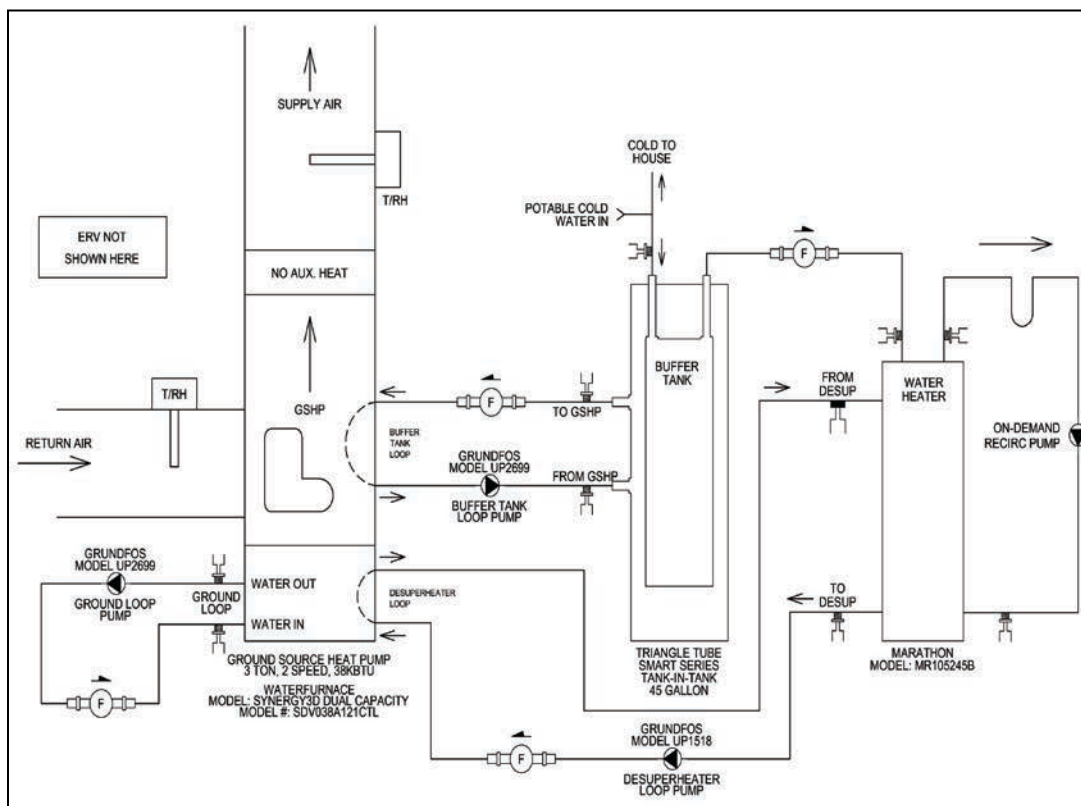 SUPPLY AIR
T/RH
COLD TO
HOUSE
POTABLE COLD
WATER IN
ERV NOT
SHOWN HERE
NO AUX. HEAT
F
T/RH
GSHP
RETURN AIR
F
TO GSHP
BUFFER
TANK
LOOP
GRUNDFOS
MODEL UP2699
FROM GSHP
BUFFER TANK
LOOP PUMP
BUFFER
TANK
FROM
DESUP
WATER
HEATER
ON-DEMAND
RECIRC PUMP
GRUNDFOS
MODEL UP2699
GROUND LOOP
PUMP
GROUND
LOOP
WATER OUT
WATER IN
DESUPERHEATER
LOOP
TO
DESUP
F
GROUND SOURCE HEAT PUMP
3 TON, 2 SPEED, 38KBTU
WATERFURNACE
MODEL: SYNERGY3D DUAL CAPACITY
MODEL #: SDV038A121CTL
TRIANGLE TUBE
SMART SERIES
TANK-IN-TANK
45 GALLON
MARATHON
MODEL: MR105245B
F
GRUNDFOS
MODEL UP1518
DESUPERHEATER
LOOP PUMP